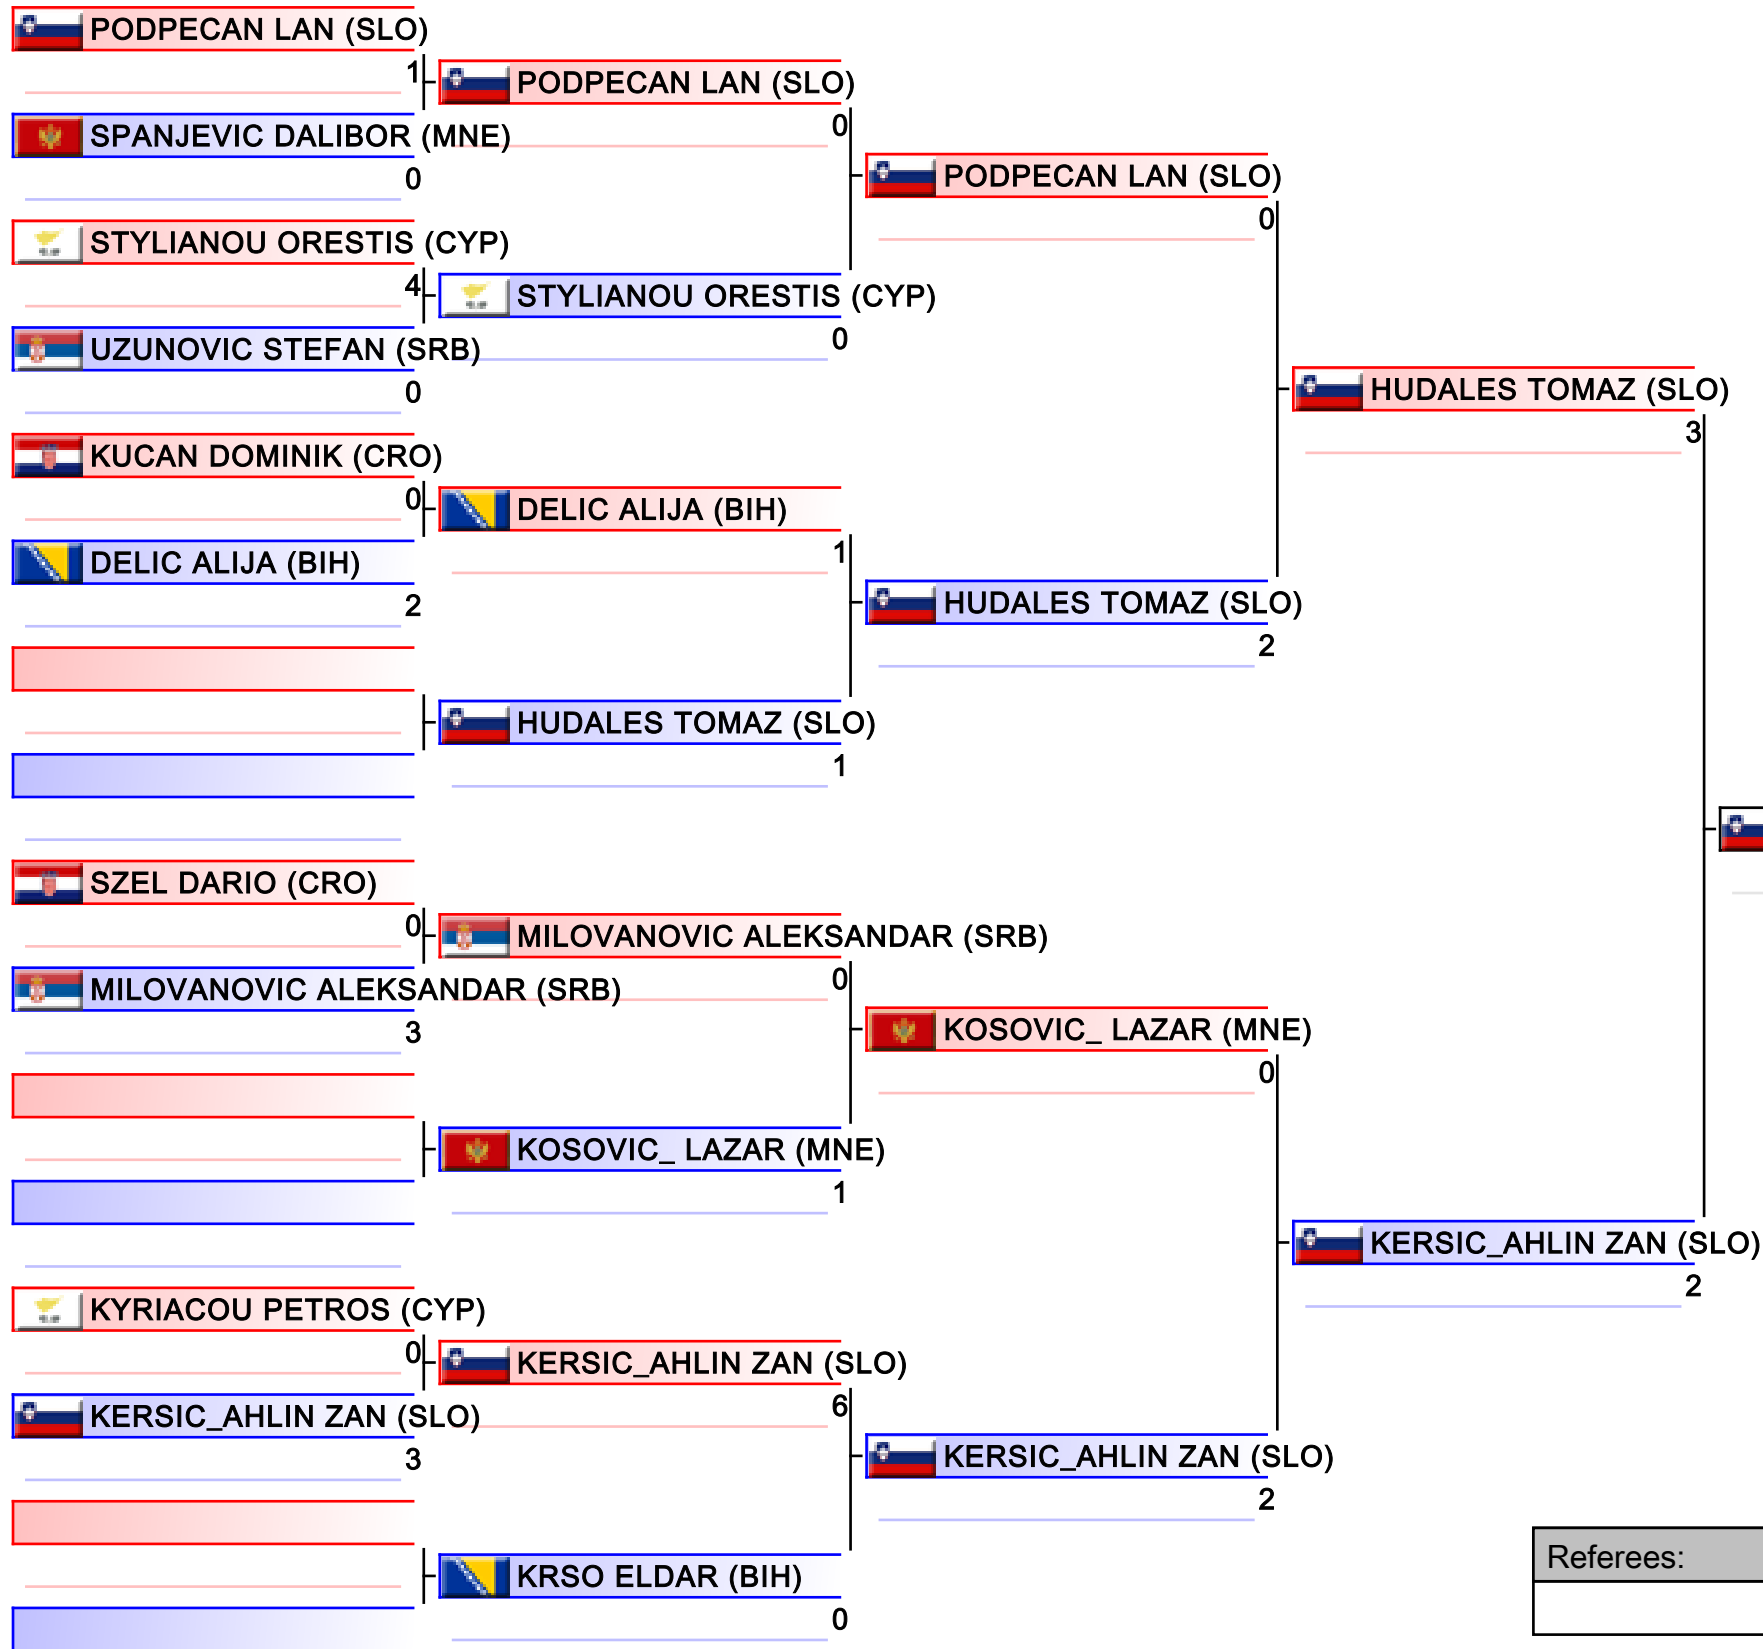 PODPECAN LAN (SLO)
1
PODPECAN LAN (SLO)
0
SPANJEVIC DALIBOR (MNE)
0
PODPECAN LAN (SLO)
0
STYLIANOU ORESTIS (CYP)
4
STYLIANOU ORESTIS (CYP)
0
UZUNOVIC STEFAN (SRB)
0
HUDALES TOMAZ (SLO)
3
KUCAN DOMINIK (CRO)
0
DELIC ALIJA (BIH)
1
DELIC ALIJA (BIH)
2
HUDALES TOMAZ (SLO)
2
HUDALES TOMAZ (SLO)
1
SZEL DARIO (CRO)
0
MILOVANOVIC ALEKSANDAR (SRB)
0
MILOVANOVIC ALEKSANDAR (SRB)
3
KOSOVIC_ LAZAR (MNE)
0
KOSOVIC_ LAZAR (MNE)
1
KERSIC_AHLIN ZAN (SLO)
2
KYRIACOU PETROS (CYP)
0
KERSIC_AHLIN ZAN (SLO)
6
KERSIC_AHLIN ZAN (SLO)
3
KERSIC_AHLIN ZAN (SLO)
2
KRSO ELDAR (BIH)
0
Referees: